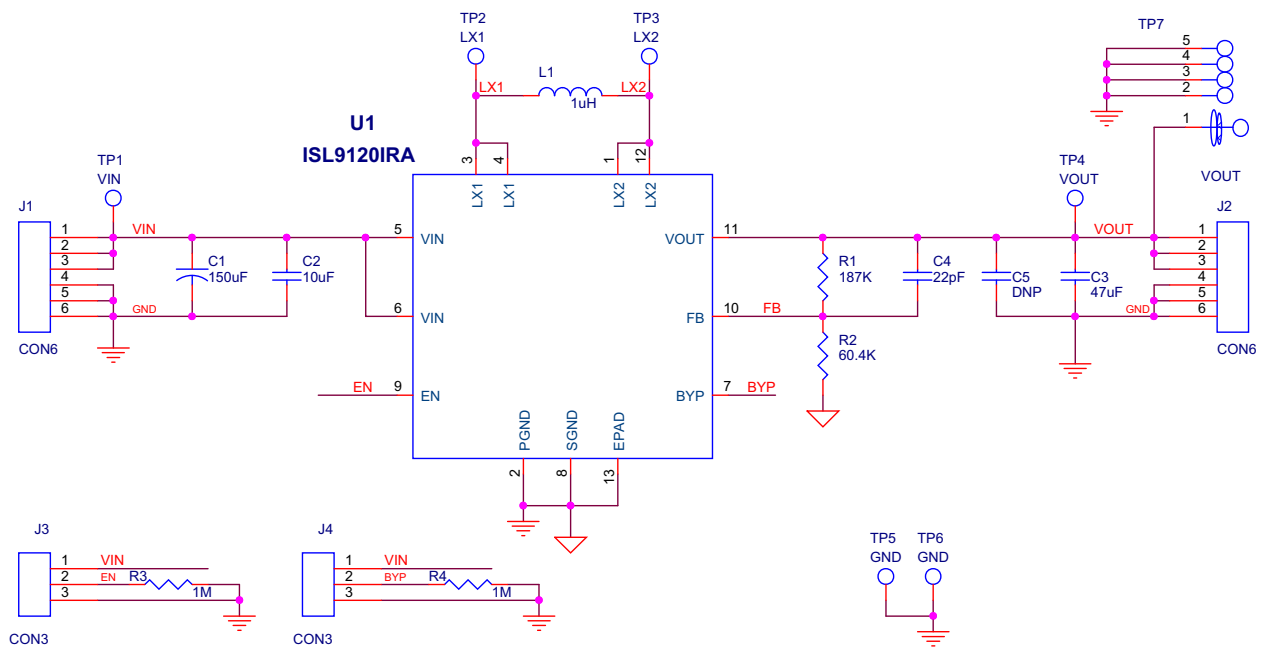 TP2
LX1
TP3
LX2
TP7
5
4
3
2
1
VOUT
L1
LX1
LX2
1uH
U1
ISL9120IRA
3
4
1
12
LX1
LX1
LX2
LX2
TP1
VIN
TP4
VOUT
J1
1
2
3
4
5
6
VIN
GND
CON6
C1
150uF
C2
10uF
5
VIN
6
VIN
EN
9
EN
VOUT
11
FB
10
FB
BYP
7
BYP
PGND
SGND
EPAD
2
8
13
R1
187K
R2
60.4K
C4
22pF
C5
DNP
C3
47uF
VOUT
GND
J2
1
2
3
4
5
6
CON6
J3
1
2
3
VIN
EN
R3
1M
CON3
J4
1
2
3
VIN
BYP
R4
1M
CON3
TP5
GND
TP6
GND